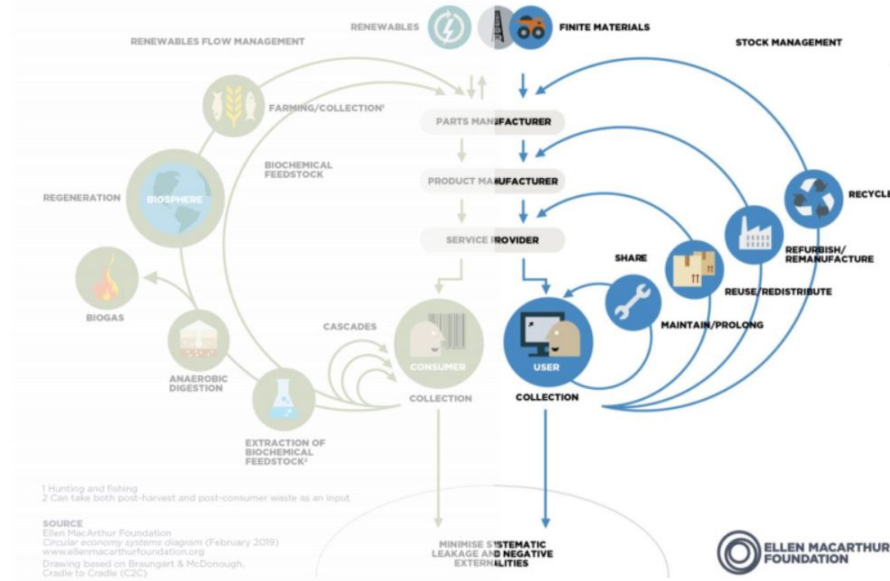 RENEWABLES
FINITE MATERIALS
RENEWABLES FLOW MANAGEMENT
STOCK MANAGEMENT
FARMING/COLLECTION¹
PARTS MANUFACTURER
BIOCHEMICAL
FEEDSTOCK
REGENERATION
BIOSPHERE
PRODUCT MANUFACTURER
RECYCLE
SERVICE PROVIDER
SHARE
REFURBISH/
REMANUFACTURE
REUSE/REDISTRIBUTE
BIOGAS
CASCADES
MAINTAIN/PROLONG
CONSUMER
USER
ANAEROBIC
DIGESTION
COLLECTION
COLLECTION
EXTRACTION OF
BIOCHEMICAL
FEEDSTOCK²
1 Hunting and fishing
2 Can take both post-harvest and post-consumer waste as an input
SOURCE
Ellen MacArthur Foundation
Circular economy systems diagram (February 2019)
www.ellenmacarthurfoundation.org
Drawing based on Braungart & McDonough,
Cradle to Cradle (C2C)
MINIMISE SYSTEMATIC
LEAKAGE AND NEGATIVE
EXTERNALITIES
ELLEN MACARTHUR
FOUNDATION